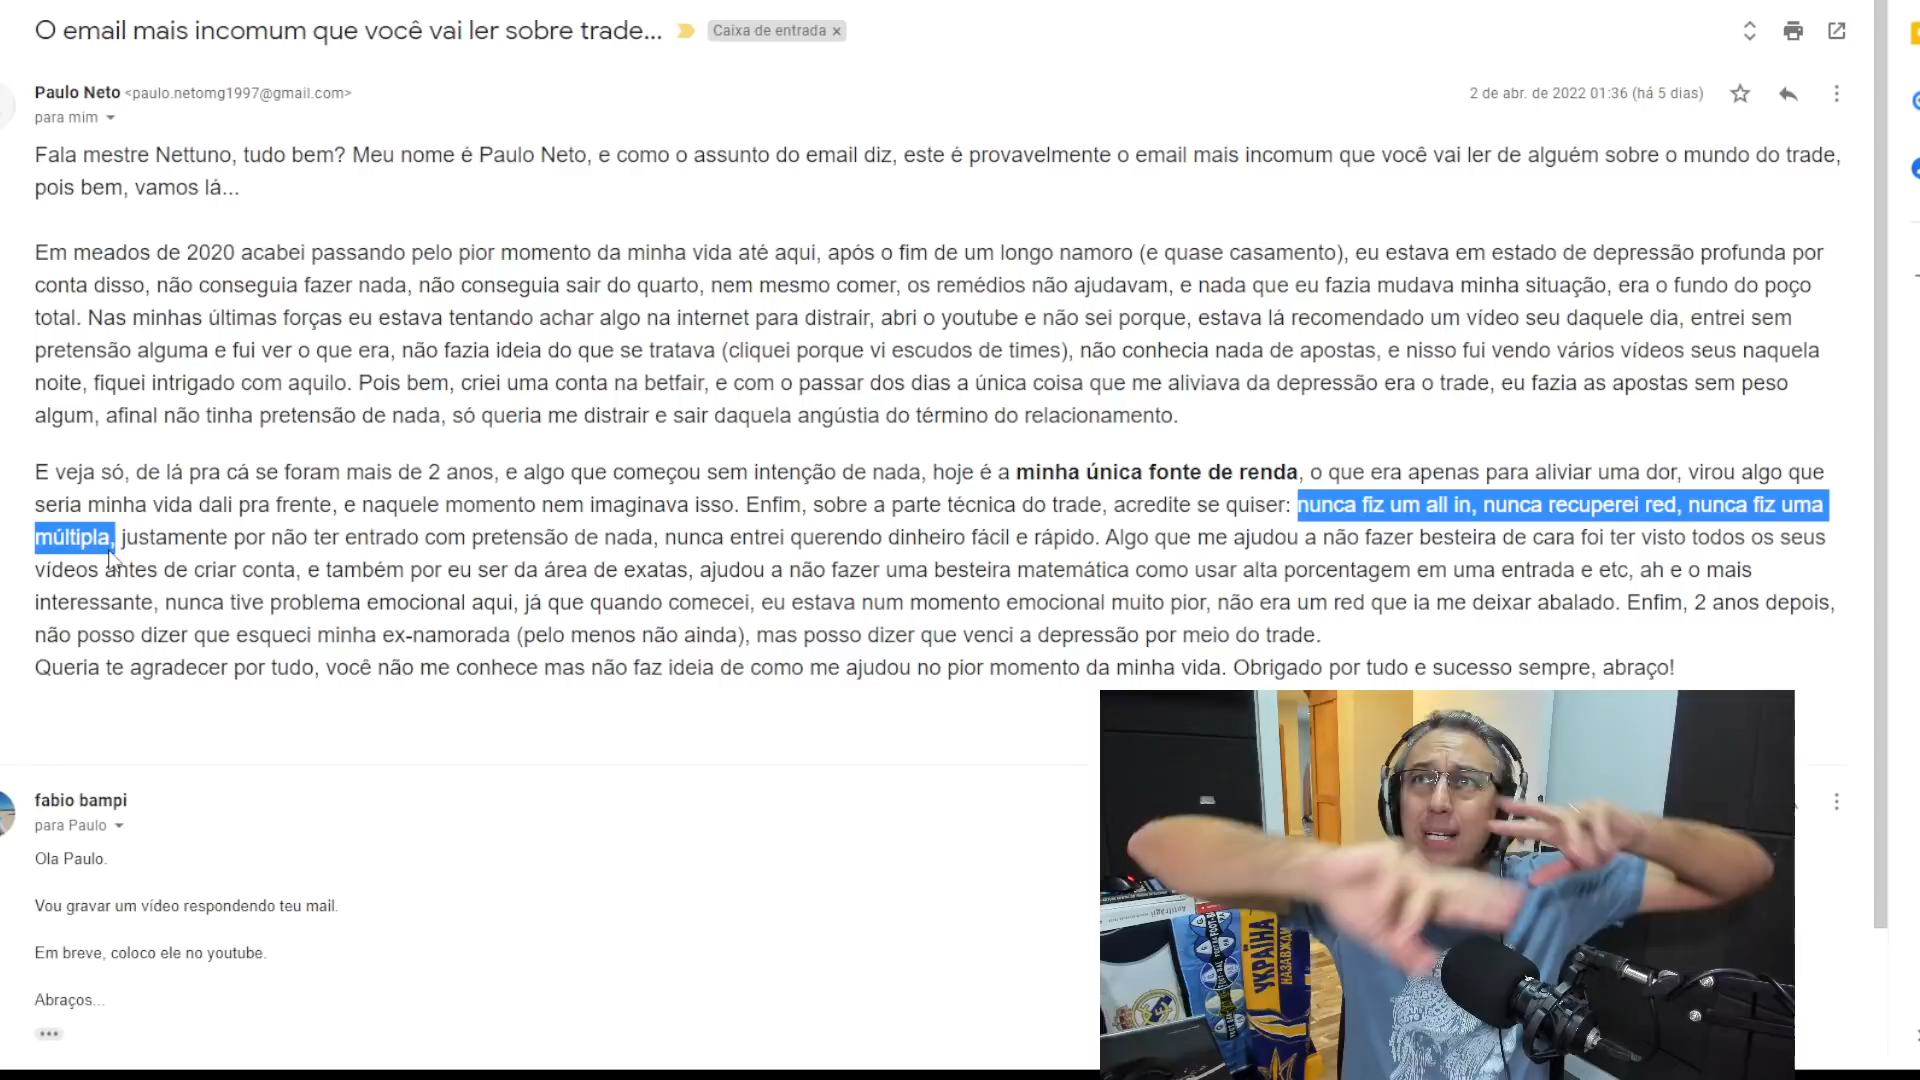 O email mais incomum que você vai ler sobre trade...
Caixa de entrada ×
Paulo Neto <paulo.netomg1997@gmail.com>
2 de abr. de 2022 01:36 (há 5 dias)
para mim
Fala mestre Nettuno, tudo bem? Meu nome é Paulo Neto, e como o assunto do email diz, este é provavelmente o email mais incomum que você vai ler de alguém sobre o mundo do trade,
pois bem, vamos lá...
Em meados de 2020 acabei passando pelo pior momento da minha vida até aqui, após o fim de um longo namoro (e quase casamento), eu estava em estado de depressão profunda por
conta disso, não conseguia fazer nada, não conseguia sair do quarto, nem mesmo comer, os remédios não ajudavam, e nada que eu fazia mudava minha situação, era o fundo do poço
total. Nas minhas últimas forças eu estava tentando achar algo na internet para distrair, abri o youtube e não sei porque, estava lá recomendado um vídeo seu daquele dia, entrei sem
pretensão alguma e fui ver o que era, não fazia ideia do que se tratava (cliquei porque vi escudos de times), não conhecia nada de apostas, e nisso fui vendo vários vídeos seus naquela
noite, fiquei intrigado com aquilo. Pois bem, criei uma conta na betfair, e com o passar dos dias a única coisa que me aliviava da depressão era o trade, eu fazia as apostas sem peso
algum, afinal não tinha pretensão de nada, só queria me distrair e sair daquela angústia do término do relacionamento.
E veja só, de lá pra cá se foram mais de 2 anos, e algo que começou sem intenção de nada, hoje é a minha única fonte de renda, o que era apenas para aliviar uma dor, virou algo que
seria minha vida dali pra frente, e naquele momento nem imaginava isso. Enfim, sobre a parte técnica do trade, acredite se quiser: nunca fiz um all in, nunca recuperei red, nunca fiz uma
múltipla, justamente por não ter entrado com pretensão de nada, nunca entrei querendo dinheiro fácil e rápido. Algo que me ajudou a não fazer besteira de cara foi ter visto todos os seus
vídeos antes de criar conta, e também por eu ser da área de exatas, ajudou a não fazer uma besteira matemática como usar alta porcentagem em uma entrada e etc, ah e o mais
interessante, nunca tive problema emocional aqui, já que quando comecei, eu estava num momento emocional muito pior, não era um red que ia me deixar abalado. Enfim, 2 anos depois,
não posso dizer que esqueci minha ex-namorada (pelo menos não ainda), mas posso dizer que venci a depressão por meio do trade.
Queria te agradecer por tudo, você não me conhece mas não faz ideia de como me ajudou no pior momento da minha vida. Obrigado por tudo e sucesso sempre, abraço!
fabio bampi
para Paulo
Ola Paulo.
Vou gravar um vídeo respondendo teu mail.
Em breve, coloco ele no youtube.
Abraços...
УКРАЇНА
НАЗАВЖДИ